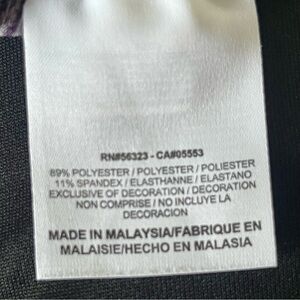 RN#56323 - CA#05553
89% POLYESTER / POLYESTER / POLIESTER
11% SPANDEX / ELASTHANNE / ELASTANO
EXCLUSIVE OF DECORATION / DECORATION
NON COMPRISE / NO INCLUYE LA
DECORACION
MADE IN MALAYSIA/FABRIQUE EN
MALAISIE/HECHO EN MALASIA